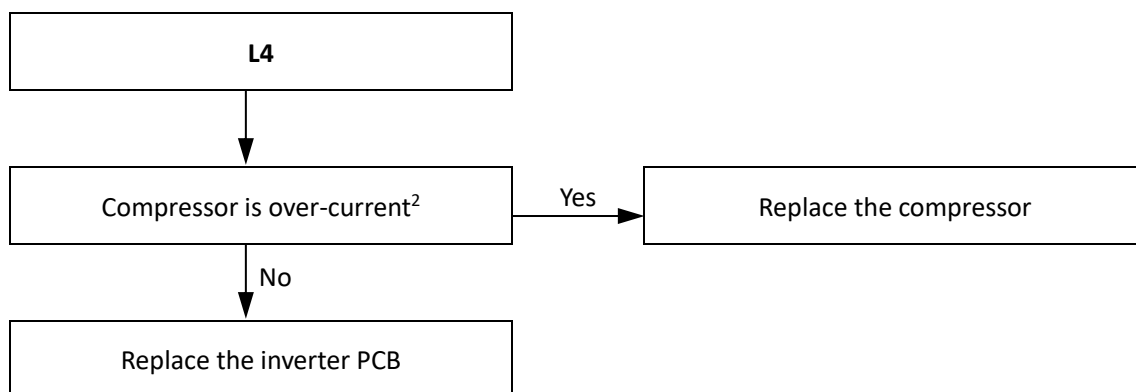 L4
Compressor is over-current²
Yes
Replace the compressor
No
Replace the inverter PCB